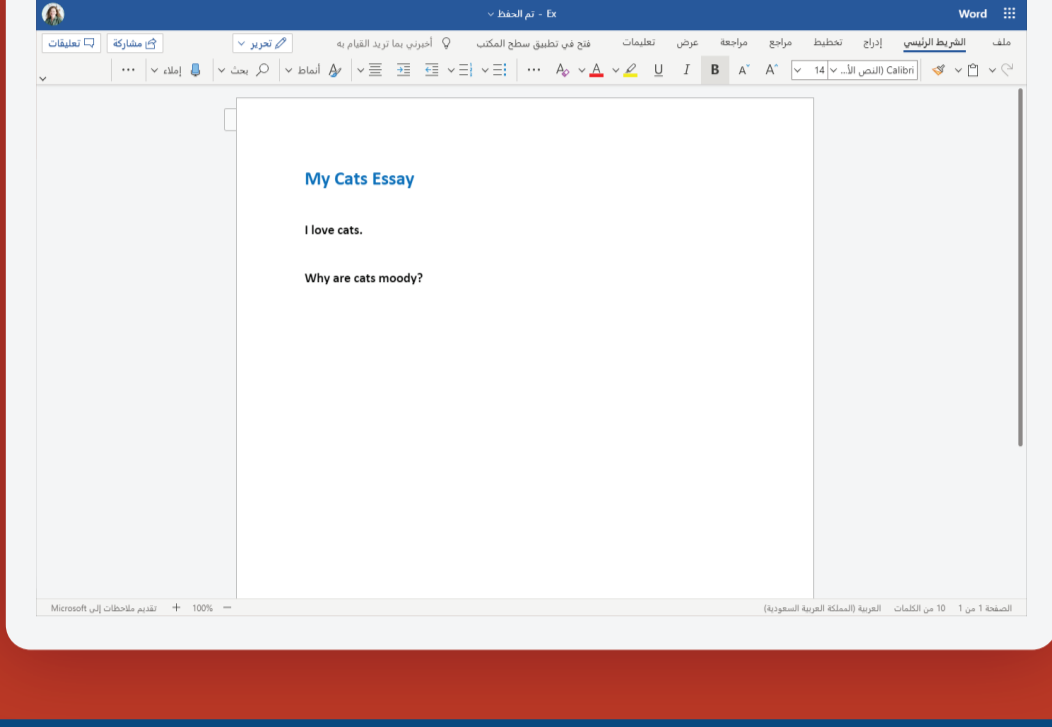 Word
Ex - تم الحفظ
ملف
الشريط الرئيسي
إدراج
تخطيط
مراجع
مراجعة
عرض
تعليمات
فتح في تطبيق سطح المكتب
أخبرني بما تريد القيام به
تحرير
مشاركة
تعليقات
Calibri (النص الأ...
14
A A B I U A A
أنماط
بحث
إملاء
My Cats Essay
I love cats.
Why are cats moody?
الصفحة 1 من 1
10 من الكلمات
العربية (المملكة العربية السعودية)
— 100% +
تقديم ملاحظات إلى Microsoft